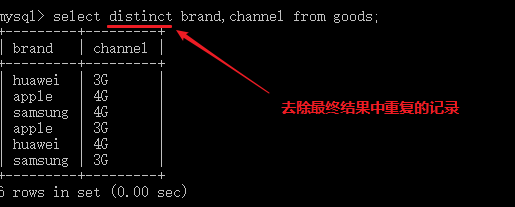 mysql> select distinct brand,channel from goods;
+---------+---------+
| brand | channel |
+---------+---------+
| huawei | 3G
| apple | 4G
| samsung | 4G
| apple | 3G
| huawei | 4G
| samsung | 3G
+---------+---------+
6 rows in set (0.00 sec)
去除最终结果中重复的记录